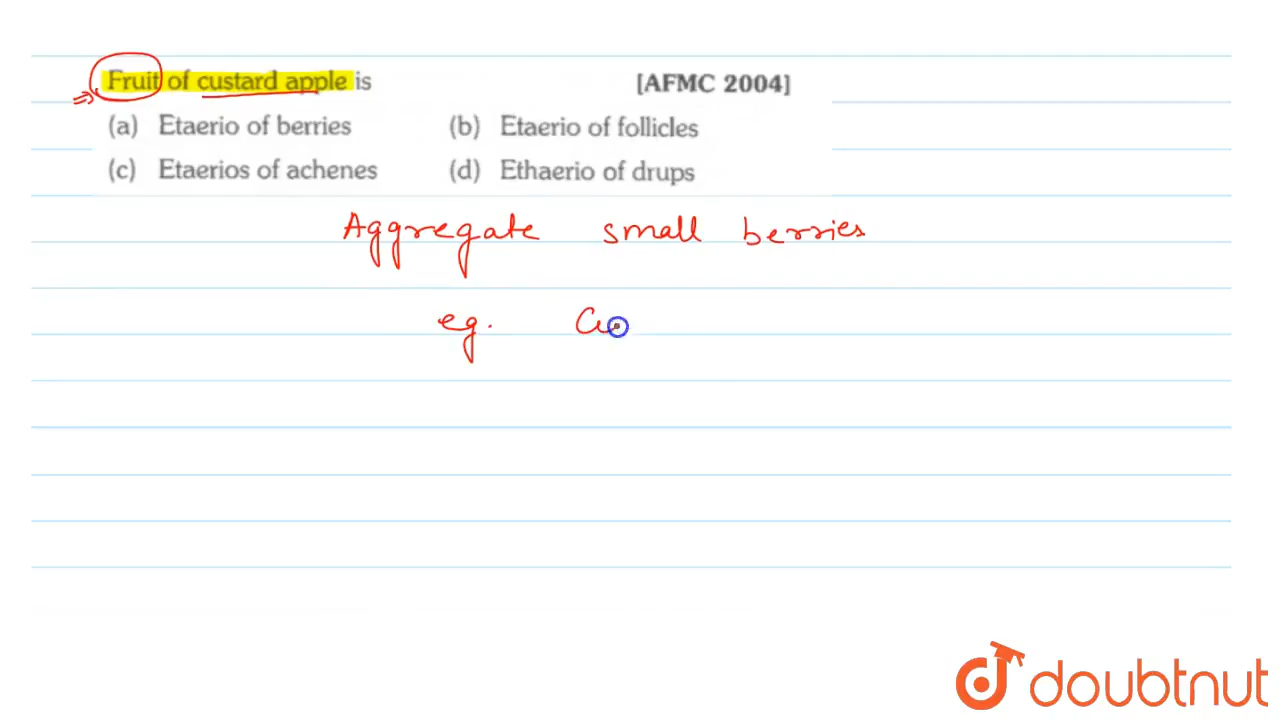 Fruit of custard apple is [AFMC 2004]
(a) Etaerio of berries (b) Etaerio of follicles
(c) Etaerios of achenes (d) Ethaerio of drups
Aggregate small berries
eg. Cu
doubtnut